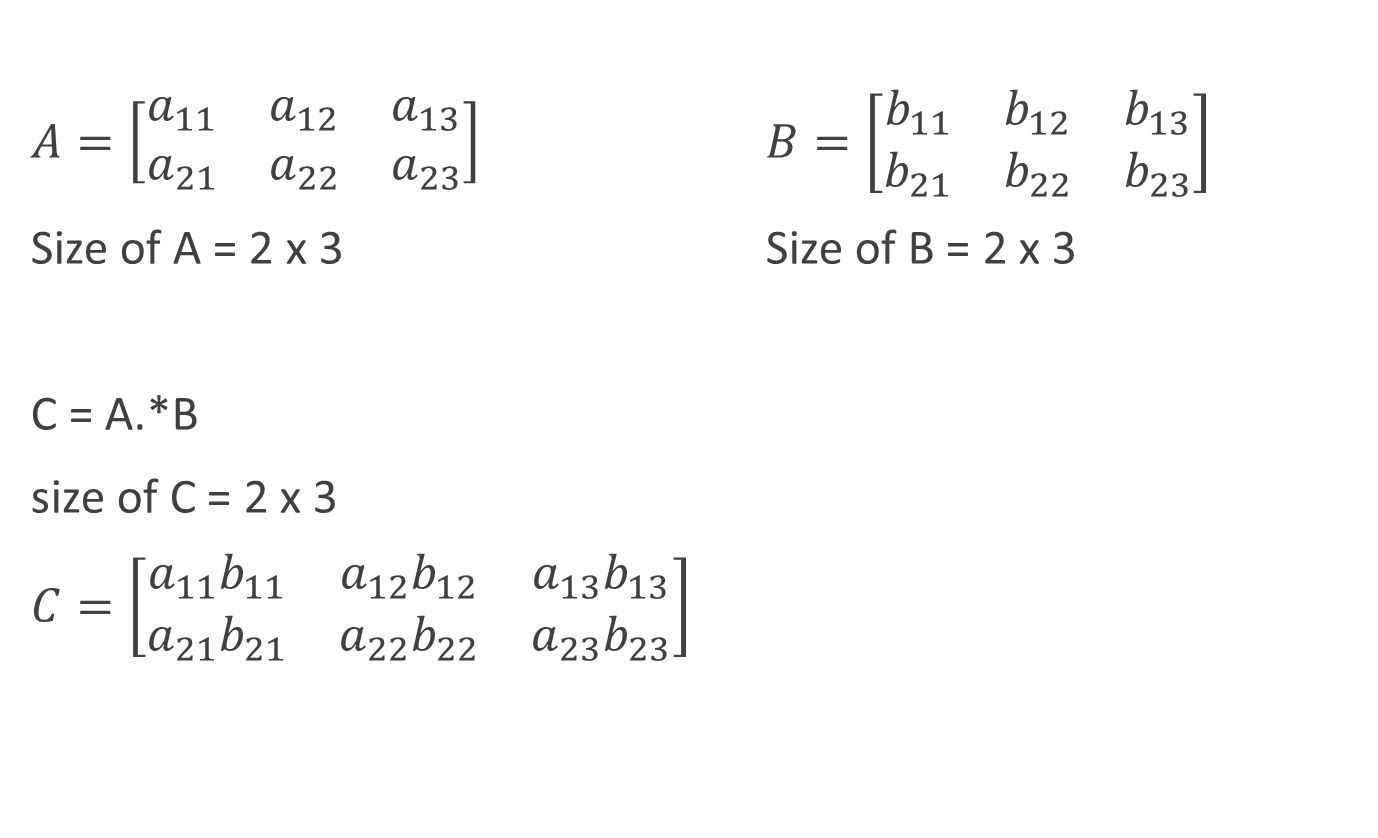 A = [a11 a12 a13
a21 a22 a23]
Size of A = 2 x 3
B = [b11 b12 b13
b21 b22 b23]
Size of B = 2 x 3
C = A.*B
size of C = 2 x 3
C = [a11b11 a12b12 a13b13
a21b21 a22b22 a23b23]